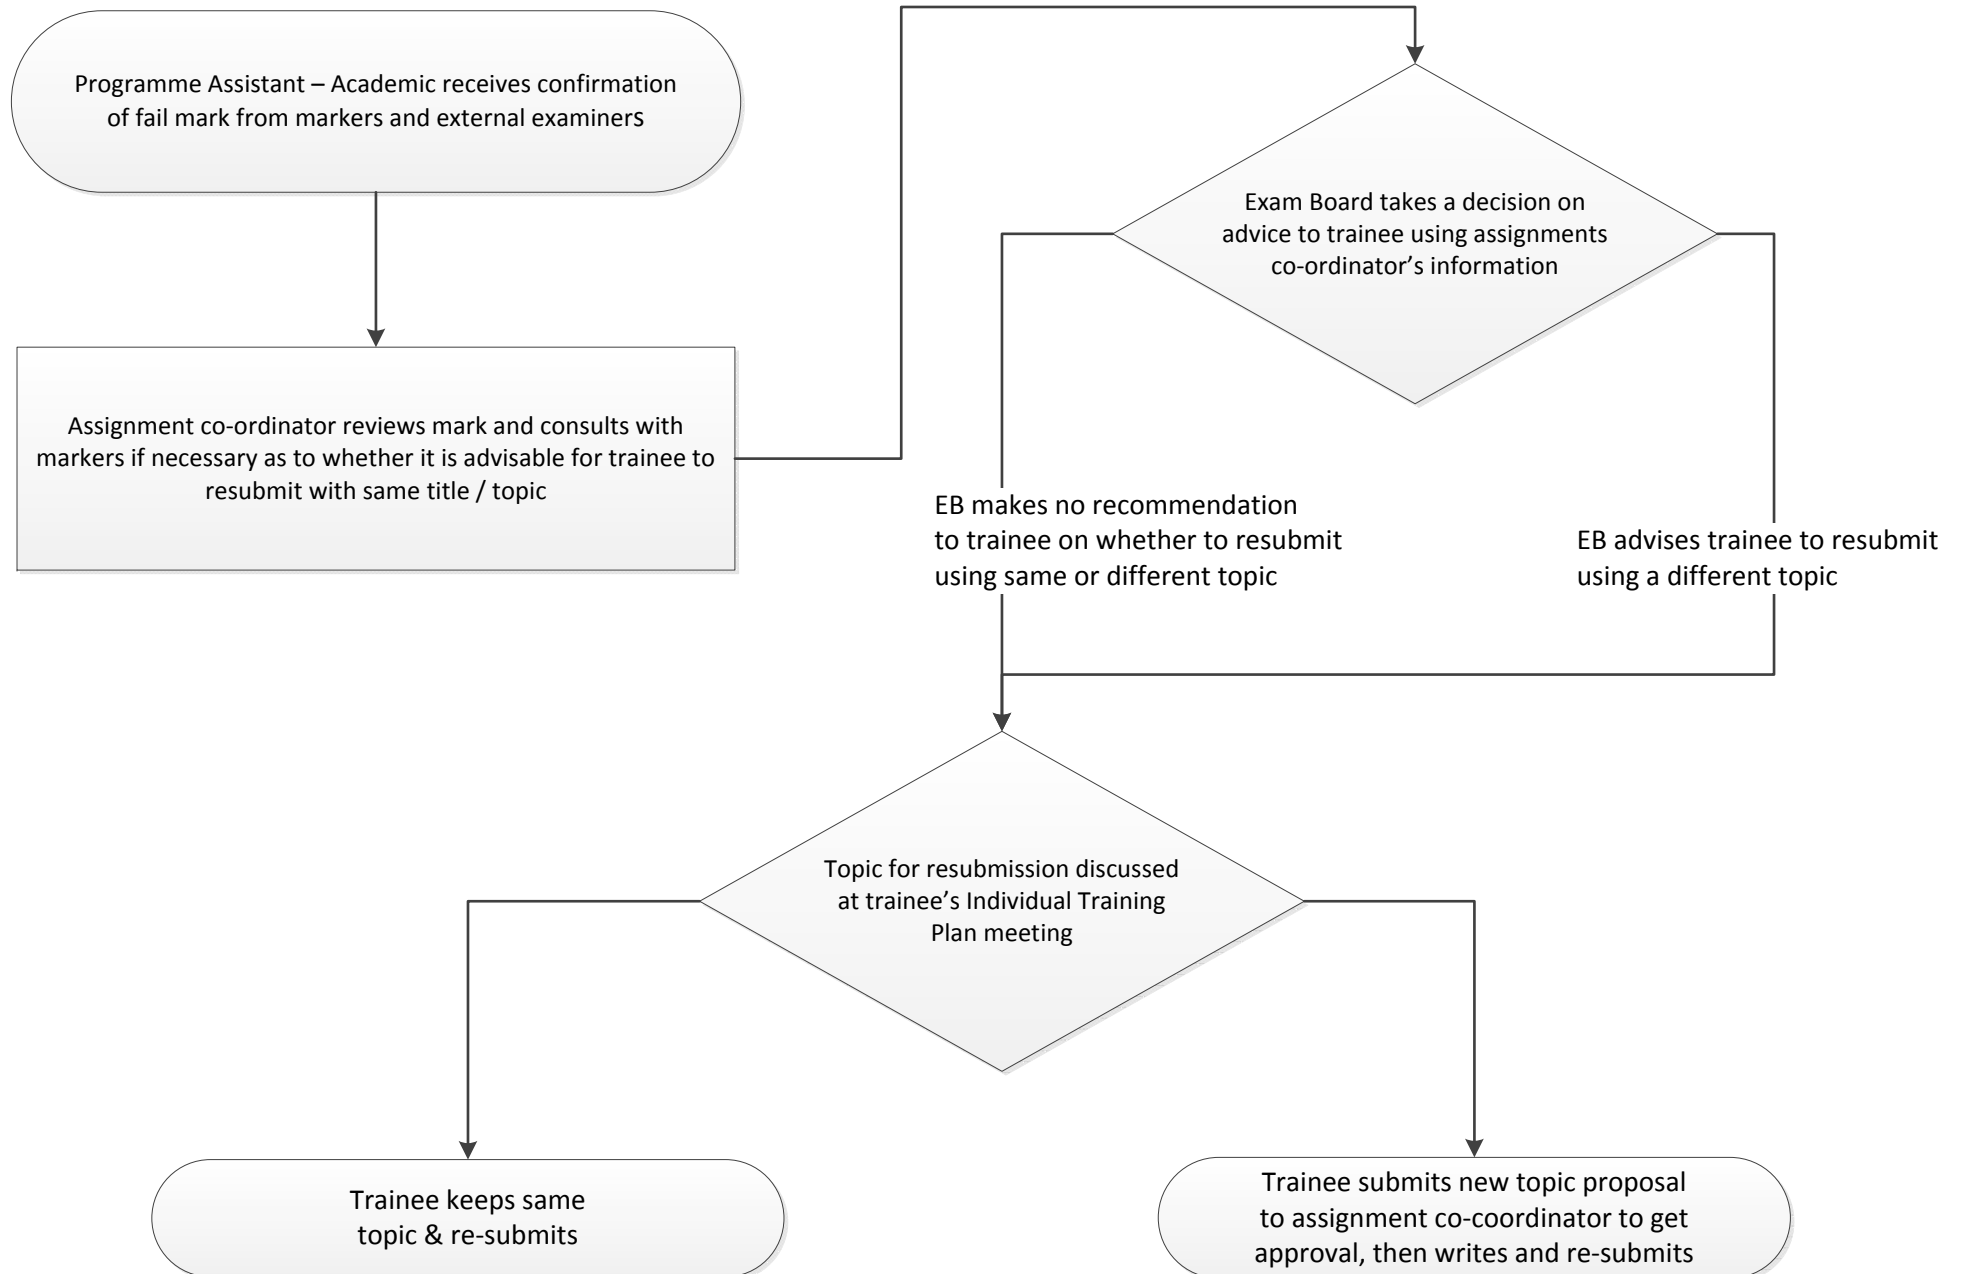 Programme Assistant – Academic receives confirmation
of fail mark from markers and external examiners
Assignment co-ordinator reviews mark and consults with
markers if necessary as to whether it is advisable for trainee to
resubmit with same title / topic
Exam Board takes a decision on
advice to trainee using assignments
co-ordinator’s information
EB makes no recommendation
to trainee on whether to resubmit
using same or different topic
EB advises trainee to resubmit
using a different topic
Topic for resubmission discussed
at trainee’s Individual Training
Plan meeting
Trainee keeps same
topic & re-submits
Trainee submits new topic proposal
to assignment co-coordinator to get
approval, then writes and re-submits